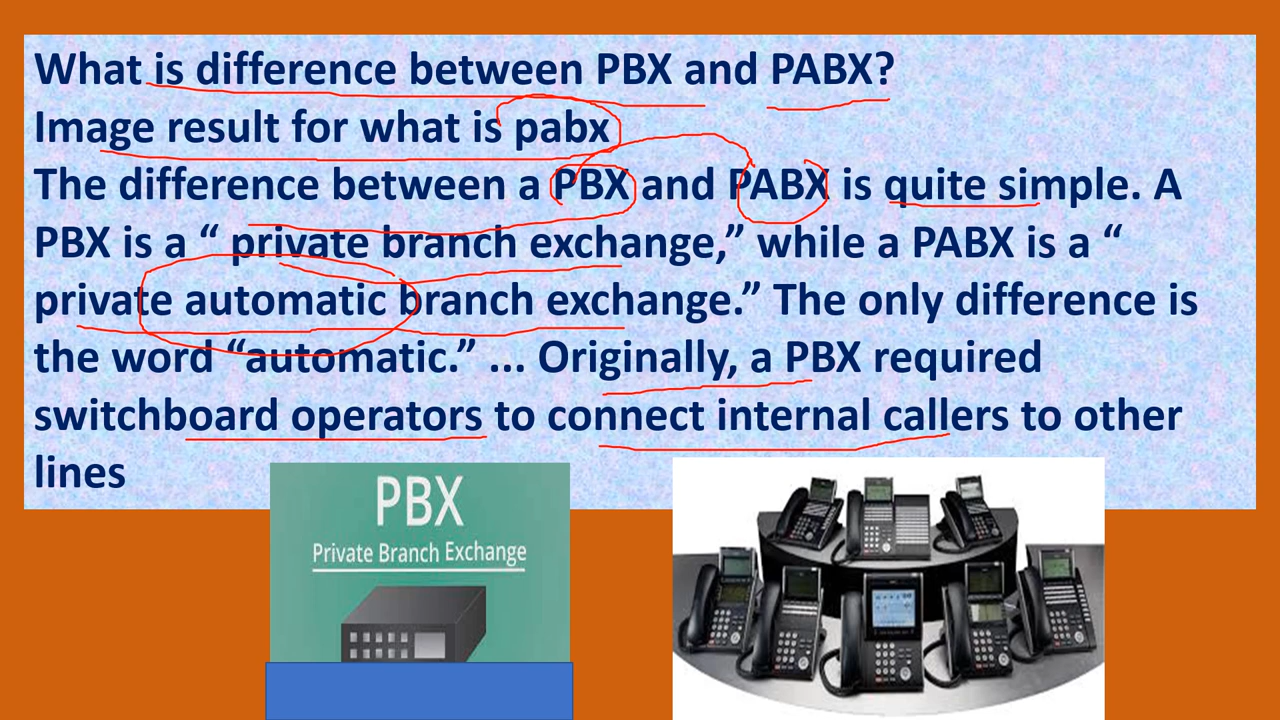 What is difference between PBX and PABX?
Image result for what is pabx
The difference between a PBX and PABX is quite simple. A
PBX is a “ private branch exchange,” while a PABX is a “
private automatic branch exchange.” The only difference is
the word “automatic.” ... Originally, a PBX required
switchboard operators to connect internal callers to other
lines
PBX
Private Branch Exchange